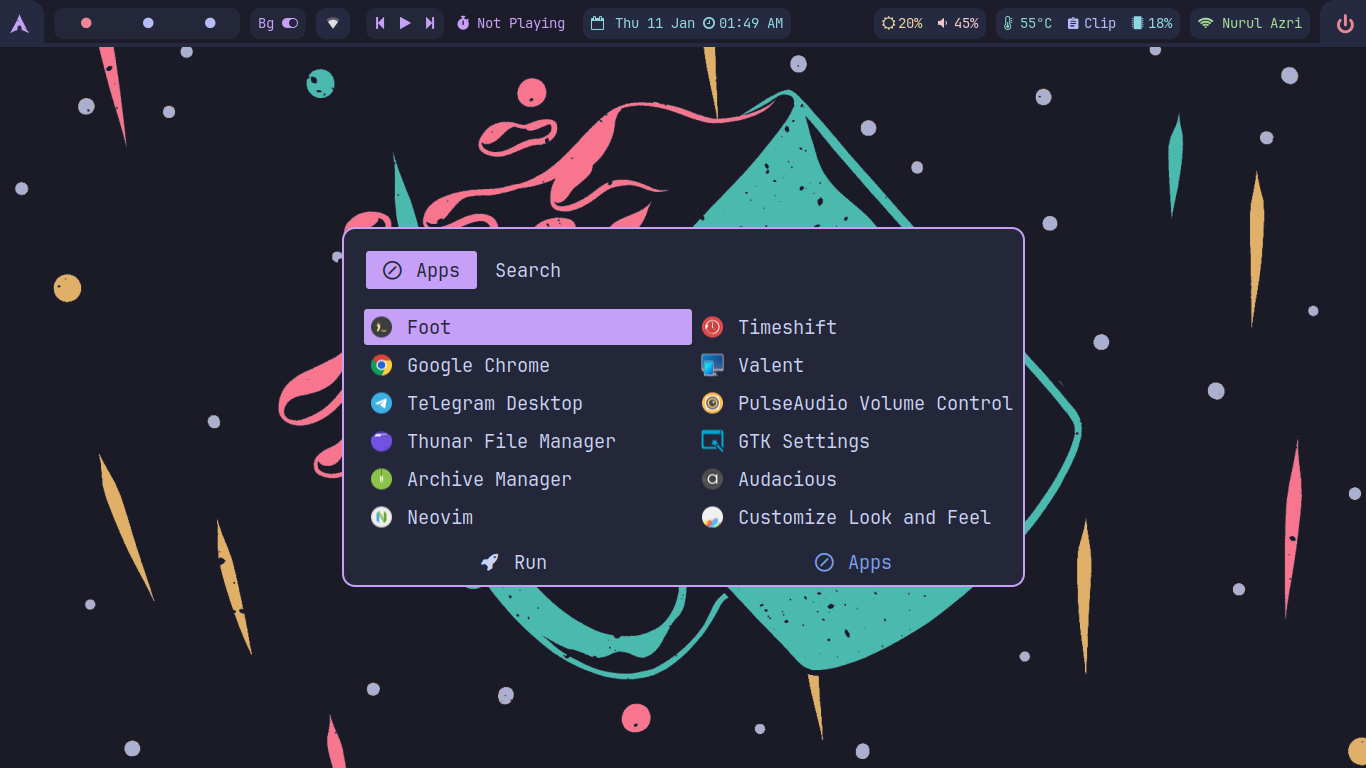 Bg Not Playing Thu 11 Jan 01:49 AM 20% 45% 55°C Clip 18% Nurul Azri
Apps Search
Foot Timeshift
Google Chrome Valent
Telegram Desktop PulseAudio Volume Control
Thunar File Manager GTK Settings
Archive Manager Audacious
Neovim Customize Look and Feel
Run Apps